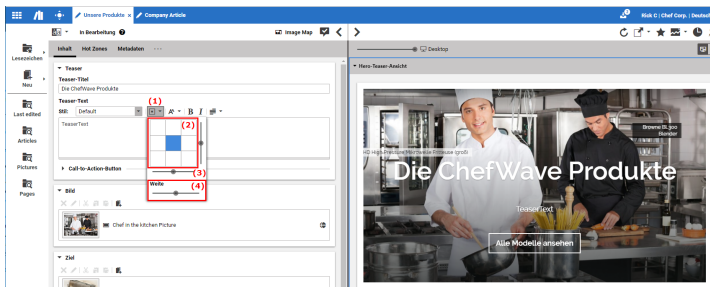 Unsere Produkte x
Company Article
Rick C | Chef Corp. | Deutsch
In Bearbeitung
Image Map
Lesezeichen
Neu
Last edited
Articles
Pictures
Pages
Inhalt Hot Zones Metadaten ...
Teaser
Teaser-Titel
Die ChefWave Produkte
Teaser-Text
Stil: Default
(1)
B I
TeaserText
(2)
(3)
Call-to-Action-Button
Weite
(4)
Bild
Chef in the kitchen Picture
Ziel
Desktop
Hero-Teaser-Ansicht
Browne BL300
Blender
Die ChefWave Produkte
TeaserText
Alle Modelle ansehen